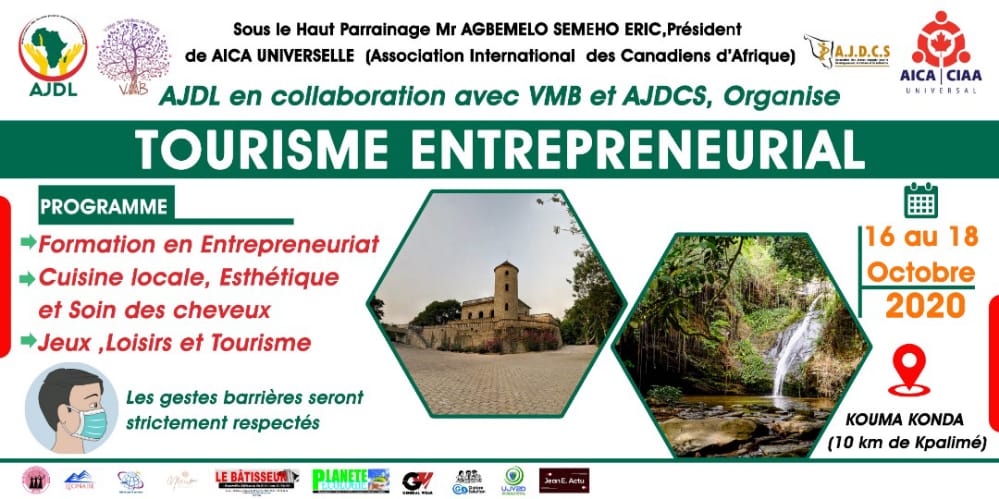 Sous le Haut Parrainage Mr AGBEMELO SEMEHO ERIC,Président
de AICA UNIVERSELLE (Association International des Canadiens d'Afrique)
AJDL
VMB
A.J.D.C.S
AICA CIAA
UNIVERSAL
AJDL en collaboration avec VMB et AJDCS, Organise
TOURISME ENTREPRENEURIAL
PROGRAMME
Formation en Entrepreneuriat
Cuisine locale, Esthétique
et Soin des cheveux
Jeux ,Loisirs et Tourisme
Les gestes barrières seront
strictement respectés
16 au 18
Octobre
2020
KOUMA KONDA
(10 km de Kpalimé)
LE BÂTISSEUR
PLANETE
GENERAL WEAR
Jean E. Actu